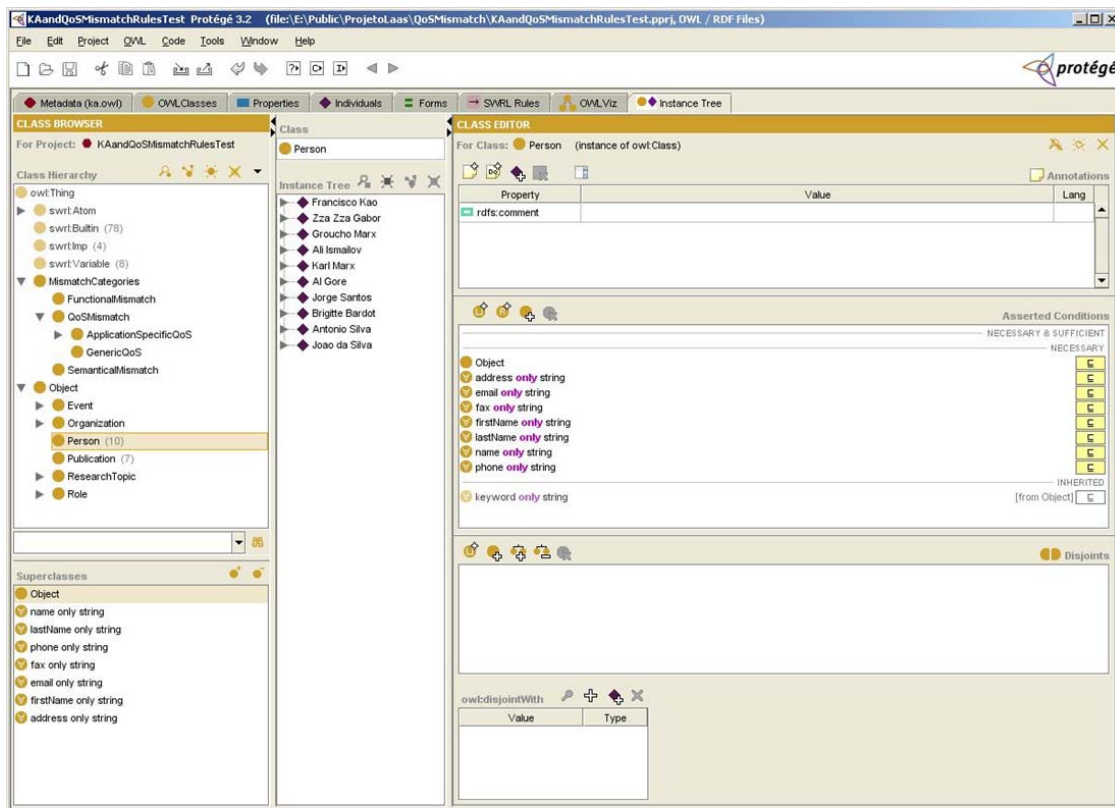 KAandQoSMismatchRulesTest Protégé 3.2 (file:\E:\Public\ProjetoLaas\QoSMismatch\KAandQoSMismatchRulesTest.pprj, OWL / RDF Files)
File Edit Project OWL Code Tools Window Help
protégé
Metadata (ka.owl) OWLClasses Properties Individuals Forms SWRL Rules OWLViz Instance Tree
CLASS BROWSER
For Project: KAandQoSMismatchRulesTest
Class Hierarchy
owl:Thing
swrl:Atom
swrl:Builtin (78)
swrl:Imp (4)
swrl:Variable (8)
MismatchCategories
FunctionalMismatch
QoSMismatch
ApplicationSpecificQoS
GenericQoS
SemanticalMismatch
Object
Event
Organization
Person (10)
Publication (7)
ResearchTopic
Role
Superclasses
Object
name only string
lastName only string
phone only string
fax only string
email only string
firstName only string
address only string
Class
Person
Instance Tree
Francisco Kao
Zza Zza Gabor
Groucho Marx
Ali Ismailov
Karl Marx
Al Gore
Jorge Santos
Brigitte Bardot
Antonio Silva
Joao da Silva
CLASS EDITOR
For Class: Person (instance of owl:Class)
Annotations
Property Value Lang
rdfs:comment
Asserted Conditions
NECESSARY & SUFFICIENT
NECESSARY
Object ⊑
address only string ⊑
email only string ⊑
fax only string ⊑
firstName only string ⊑
lastName only string ⊑
name only string ⊑
phone only string ⊑
INHERITED
keyword only string [from Object] ⊑
Disjoints
owl:disjointWith
Value Type